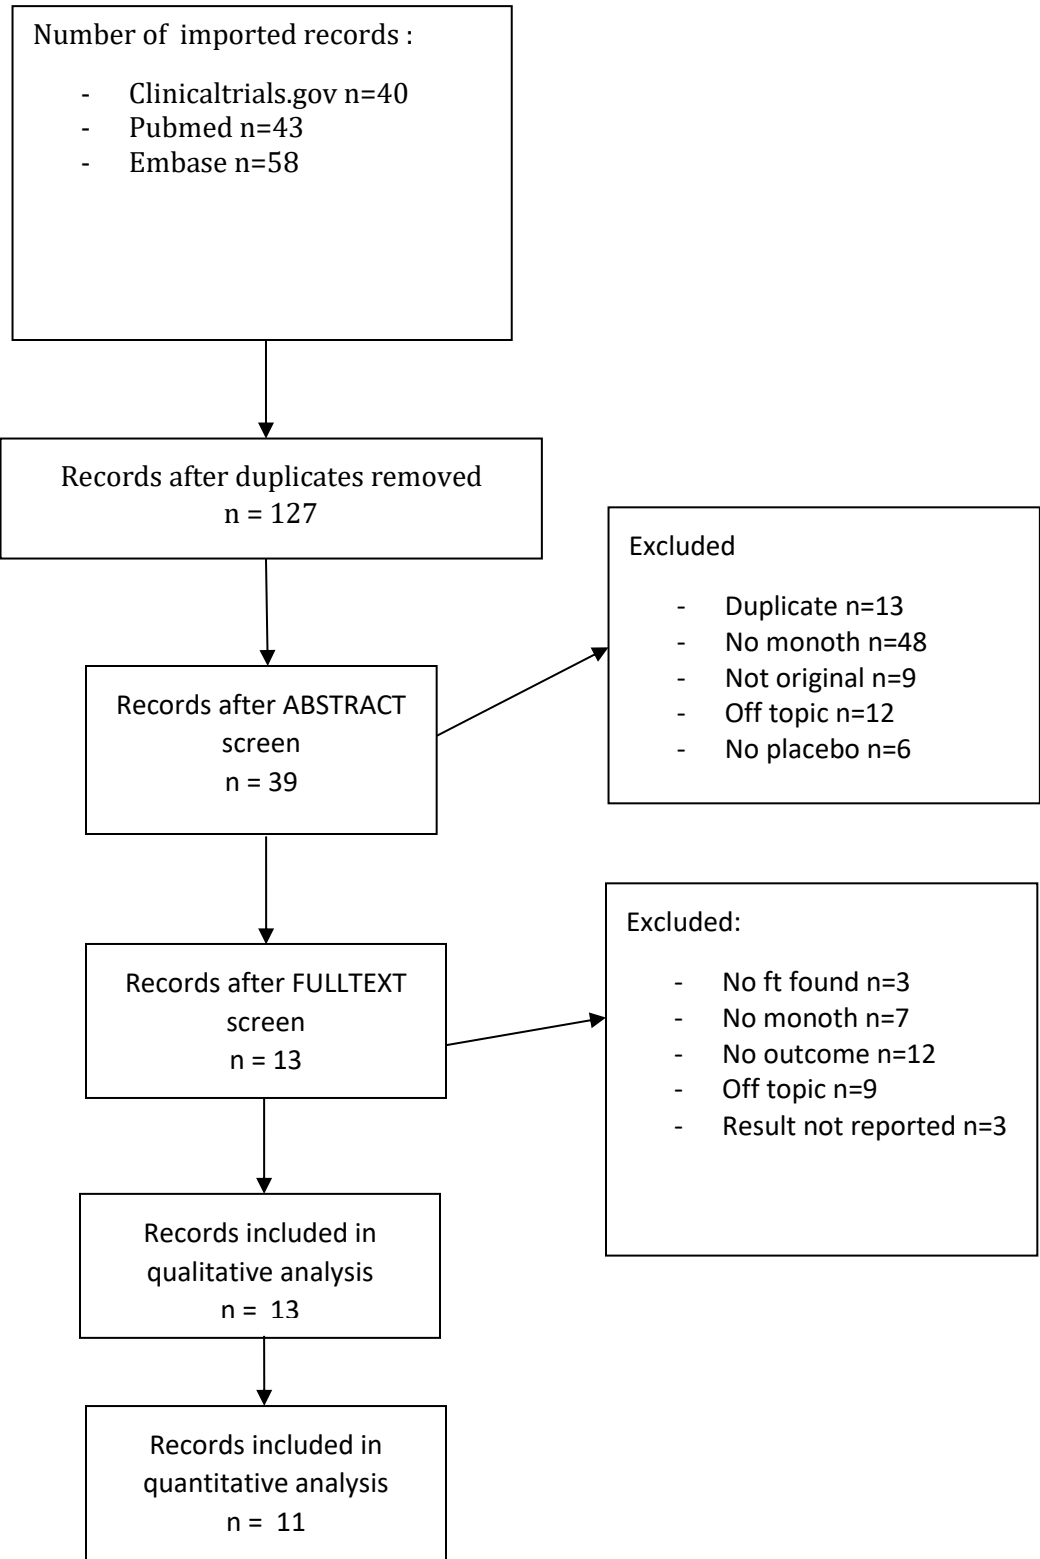 Number of  imported records :
- Clinicaltrials.gov n=40
- Pubmed n=43
- Embase n=58
Records after duplicates removed
n = 127
Excluded
- Duplicate n=13
- No monoth n=48
- Not original n=9
- Off topic n=12
- No placebo n=6
Records after ABSTRACT
screen
n = 39
Excluded:
- No ft found n=3
- No monoth n=7
- No outcome n=12
- Off topic n=9
- Result not reported n=3
Records after FULLTEXT
screen
n = 13
Records included in
qualitative analysis
n =  13
Records included in
quantitative analysis
n =  11